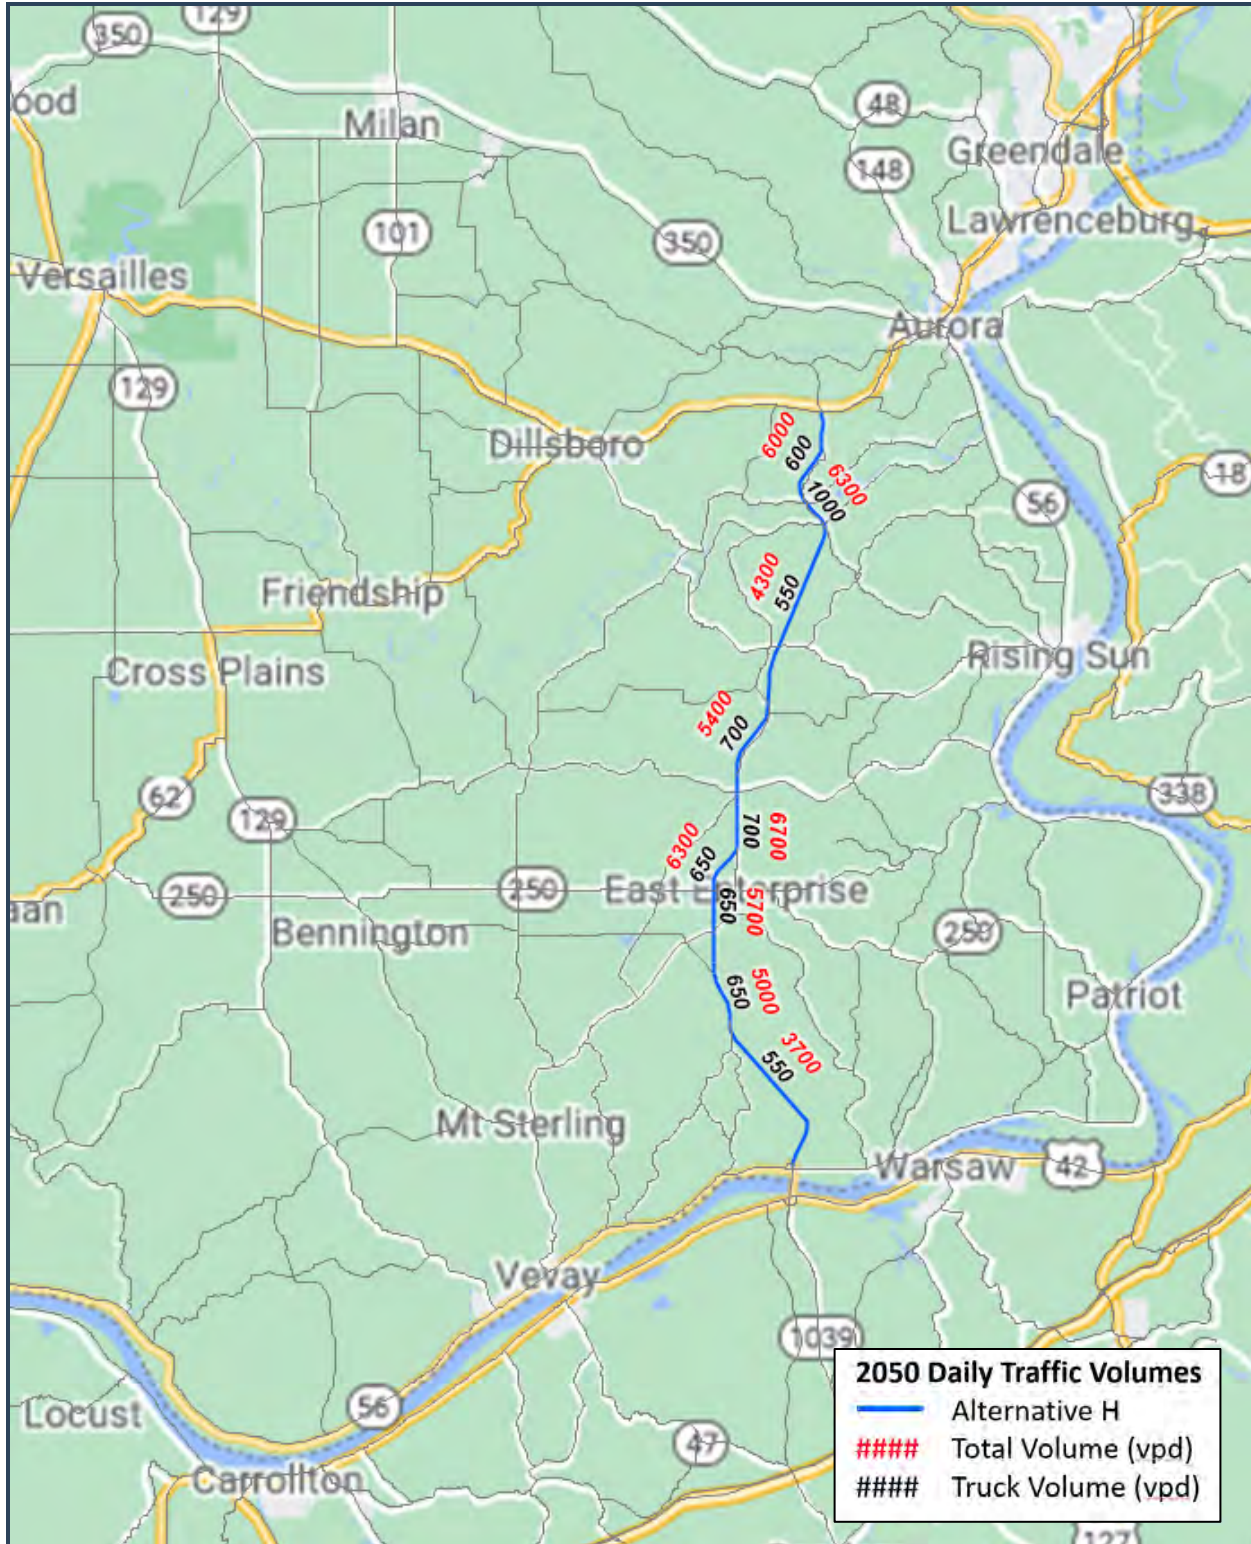 129
350
ood
Milan
48
Greendale
148
101
350
Lawrenceburg
Versailles
Aurora
129
Dillsboro
6000
600
6300
1000
18
56
4300
550
Friendship
Rising Sun
Cross Plains
5400
700
62
338
129
6700
700
6300
650
250
250
East Enterprise
650
5700
250
Bennington
aan
650
5000
Patriot
3700
550
Mt Sterling
Warsaw
42
Vevay
1039
2050 Daily Traffic Volumes
Alternative H
#### Total Volume (vpd)
#### Truck Volume (vpd)
56
Locust
47
Carrollton
127